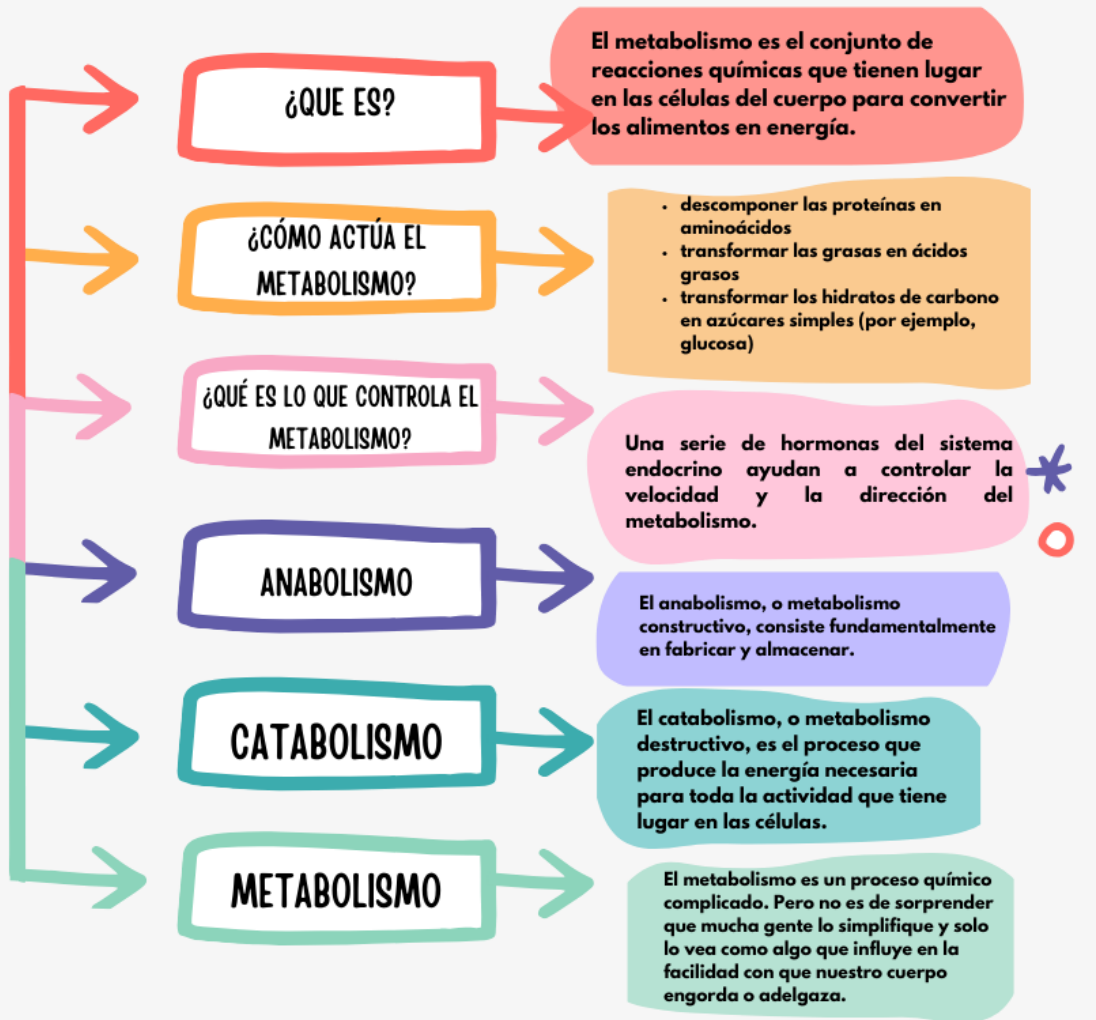 ¿QUE ES?
El metabolismo es el conjunto de
reacciones químicas que tienen lugar
en las células del cuerpo para convertir
los alimentos en energía.
¿CÓMO ACTÚA EL
METABOLISMO?
• descomponer las proteínas en
aminoácidos
• transformar las grasas en ácidos
grasos
• transformar los hidratos de carbono
en azúcares simples (por ejemplo,
glucosa)
¿QUÉ ES LO QUE CONTROLA EL
METABOLISMO?
Una serie de hormonas del sistema
endocrino ayudan a controlar la
velocidad y la dirección del
metabolismo.
ANABOLISMO
El anabolismo, o metabolismo
constructivo, consiste fundamentalmente
en fabricar y almacenar.
CATABOLISMO
El catabolismo, o metabolismo
destructivo, es el proceso que
produce la energía necesaria
para toda la actividad que tiene
lugar en las células.
METABOLISMO
El metabolismo es un proceso químico
complicado. Pero no es de sorprender
que mucha gente lo simplifique y solo
lo vea como algo que influye en la
facilidad con que nuestro cuerpo
engorda o adelgaza.